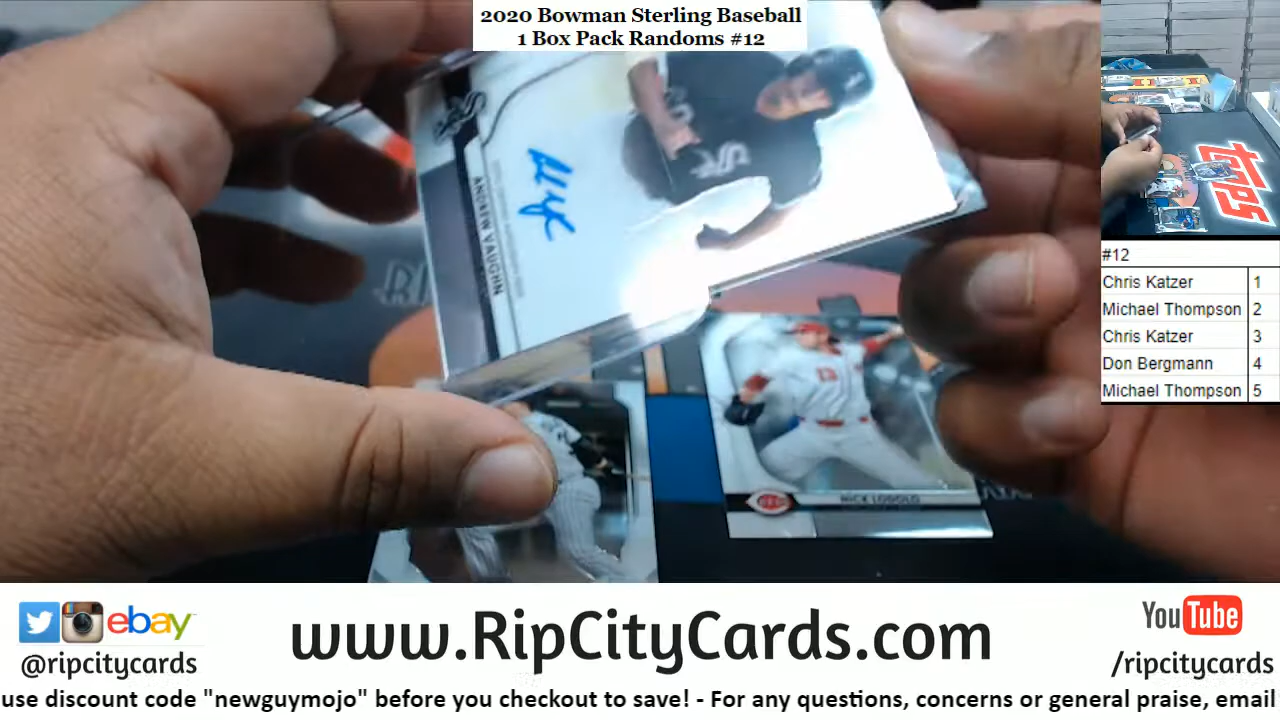 2020 Bowman Sterling Baseball
1 Box Pack Randoms #12
ANDREW VAUGHN
NICK LODOLO
13
topps
#12
Chris Katzer 1
Michael Thompson 2
Chris Katzer 3
Don Bergmann 4
Michael Thompson 5
ebay
@ripcitycards
www.RipCityCards.com
YouTube
/ripcitycards
use discount code "newguymojo" before you checkout to save! - For any questions, concerns or general praise, email